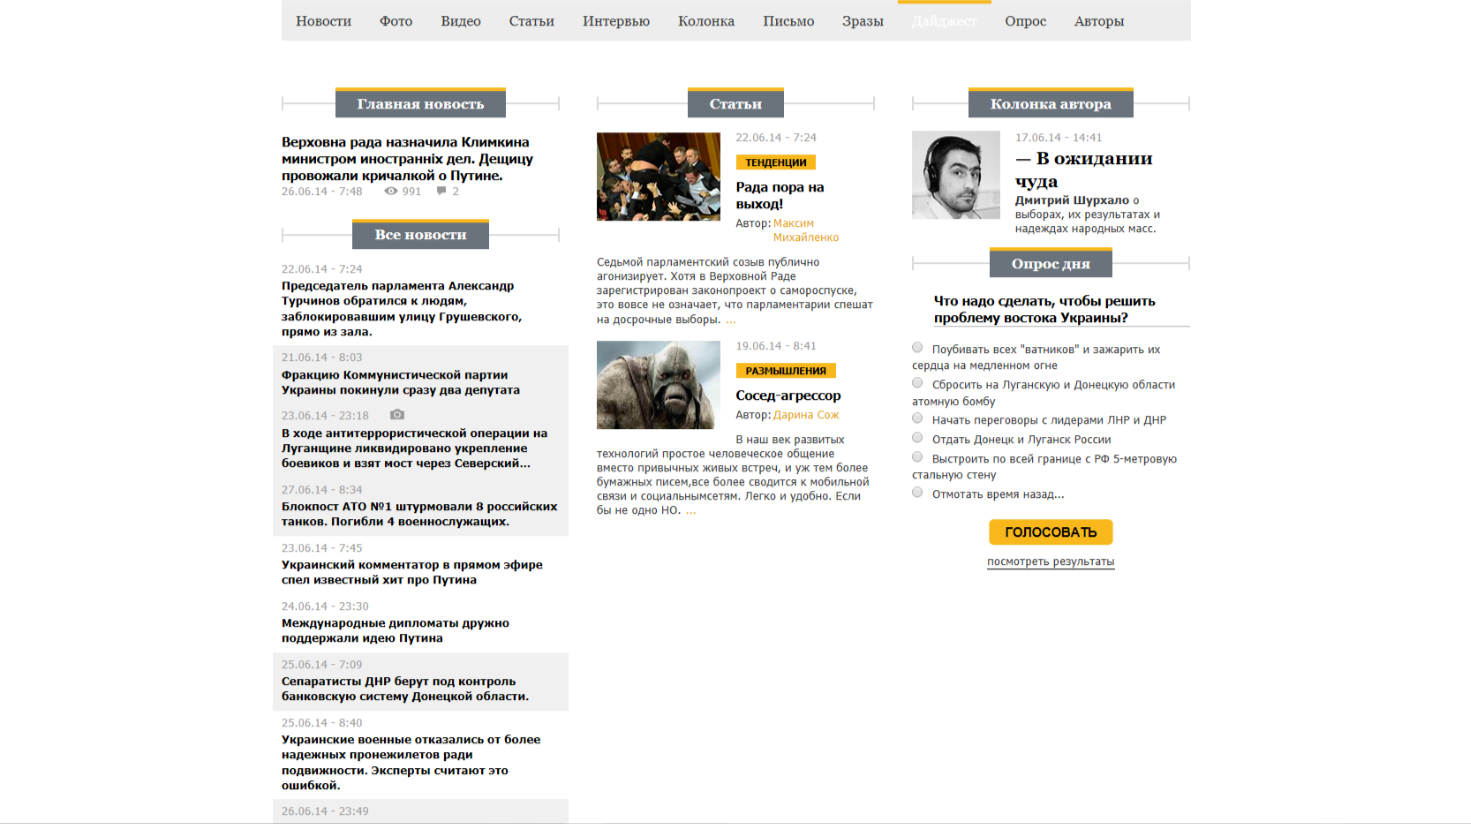 Новости Фото Видео Статьи Интервью Колонка Письмо Зразы Дайджест Опрос Авторы
Главная новость
Верховна рада назначила Климкина
министром иностраннiх дел. Дещицу
провожали кричалкой о Путине.
26.06.14 - 7:48 991 2
Все новости
22.06.14 - 7:24
Председатель парламента Александр
Турчинов обратился к людям,
заблокировавшим улицу Грушевского,
прямо из зала.
21.06.14 - 8:03
Фракцию Коммунистической партии
Украины покинули сразу два депутата
23.06.14 - 23:18
В ходе антитеррористической операции на
Луганщине ликвидировано укрепление
боевиков и взят мост через Северский...
27.06.14 - 8:34
Блокпост АТО №1 штурмовали 8 российских
танков. Погибли 4 военнослужащих.
23.06.14 - 7:45
Украинский комментатор в прямом эфире
спел известный хит про Путина
24.06.14 - 23:30
Международные дипломаты дружно
поддержали идею Путина
25.06.14 - 7:09
Сепаратисты ДНР берут под контроль
банковскую систему Донецкой области.
25.06.14 - 8:40
Украинские военные отказались от более
надежных пронежилетов ради
подвижности. Эксперты считают это
ошибкой.
26.06.14 - 23:49
Статьи
22.06.14 - 7:24
ТЕНДЕНЦИИ
Рада пора на
выход!
Автор: Максим
Михайленко
Седьмой парламентский созыв публично
агонизирует. Хотя в Верховной Раде
зарегистрирован законопроект о самороспуске,
это вовсе не означает, что парламентарии спешат
на досрочные выборы. ...
19.06.14 - 8:41
РАЗМЫШЛЕНИЯ
Сосед-агрессор
Автор: Дарина Сож
В наш век развитых
технологий простое человеческое общение
вместо привычных живых встреч, и уж тем более
бумажных писем,все более сводится к мобильной
связи и социальнымсетям. Легко и удобно. Если
бы не одно НО. ...
Колонка автора
17.06.14 - 14:41
— В ожидании
чуда
Дмитрий Шурхало о
выборах, их результатах и
надеждах народных масс.
Опрос дня
Что надо сделать, чтобы решить
проблему востока Украины?
Поубивать всех "ватников" и зажарить их
сердца на медленном огне
Сбросить на Луганскую и Донецкую области
атомную бомбу
Начать переговоры с лидерами ЛНР и ДНР
Отдать Донецк и Луганск России
Выстроить по всей границе с РФ 5-метровую
стальную стену
Отмотать время назад...
ГОЛОСОВАТЬ
посмотреть результаты